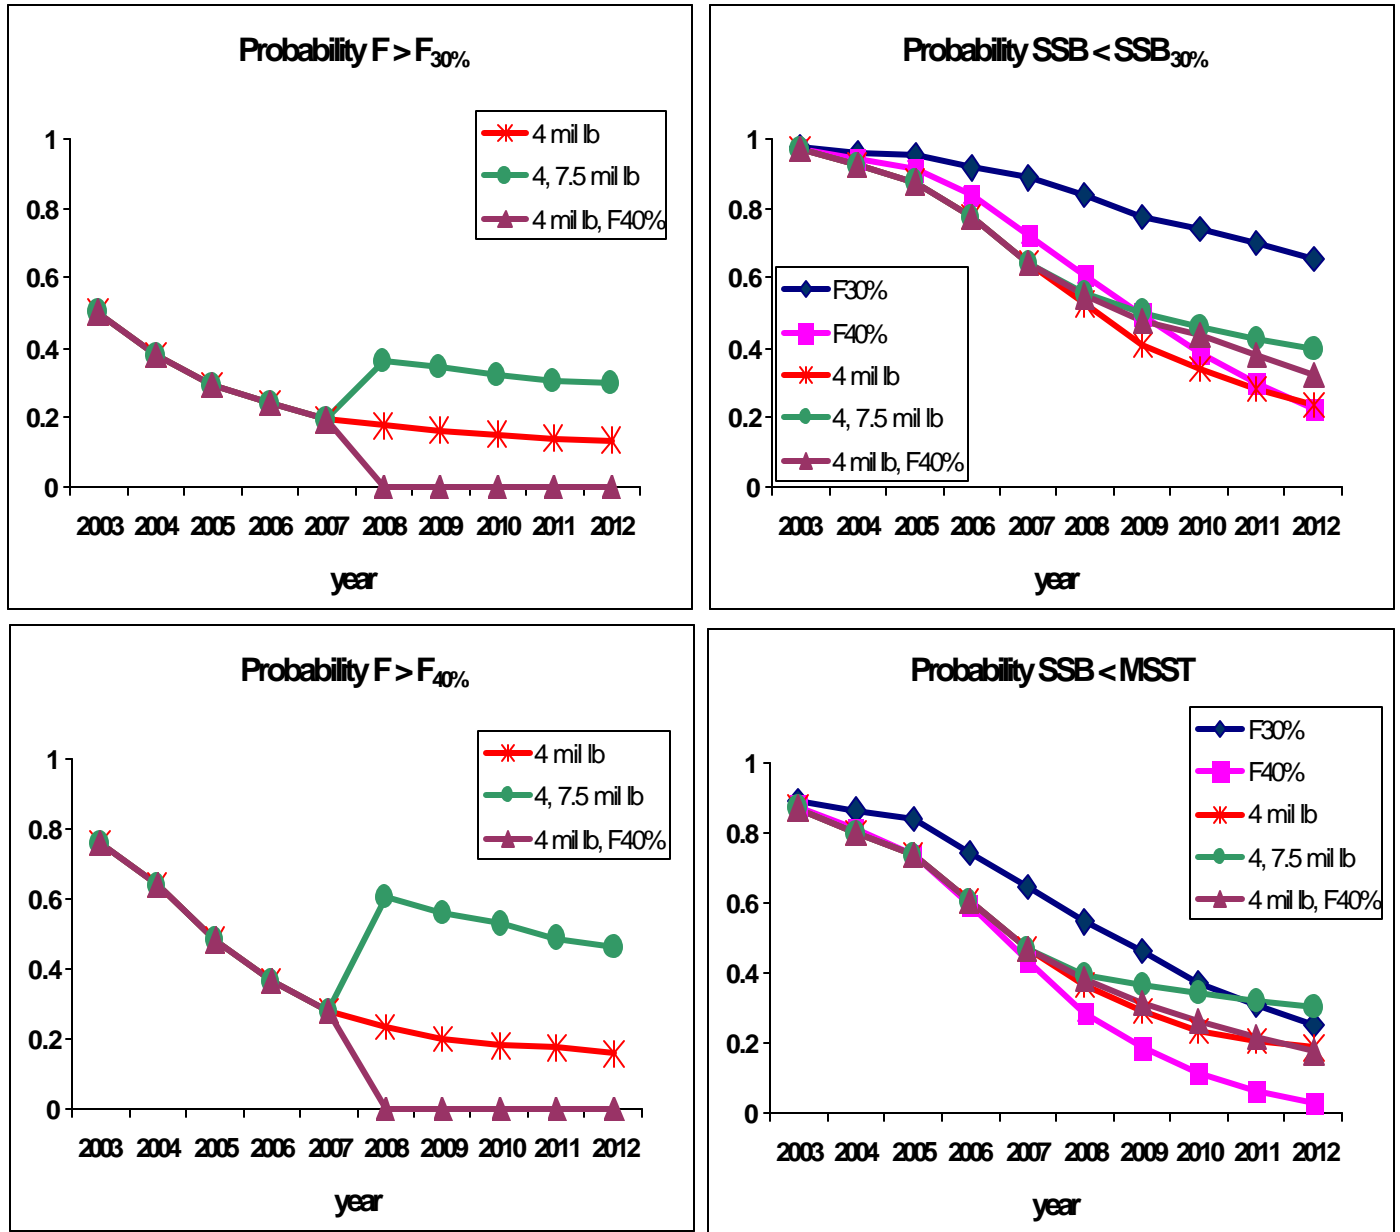 Probability F > F30%
4 mil lb
4, 7.5 mil lb
4 mil lb, F40%
1
0.8
0.6
0.4
0.2
0
2003 2004 2005 2006 2007 2008 2009 2010 2011 2012
year
Probability SSB < SSB30%
1
0.8
0.6
0.4
0.2
0
F30%
F40%
4 mil lb
4, 7.5 mil lb
4 mil lb, F40%
2003 2004 2005 2006 2007 2008 2009 2010 2011 2012
year
Probability F > F40%
4 mil lb
4, 7.5 mil lb
4 mil lb, F40%
1
0.8
0.6
0.4
0.2
0
2003 2004 2005 2006 2007 2008 2009 2010 2011 2012
year
Probability SSB < MSST
F30%
F40%
4 mil lb
4, 7.5 mil lb
4 mil lb, F40%
1
0.8
0.6
0.4
0.2
0
2003 2004 2005 2006 2007 2008 2009 2010 2011 2012
year